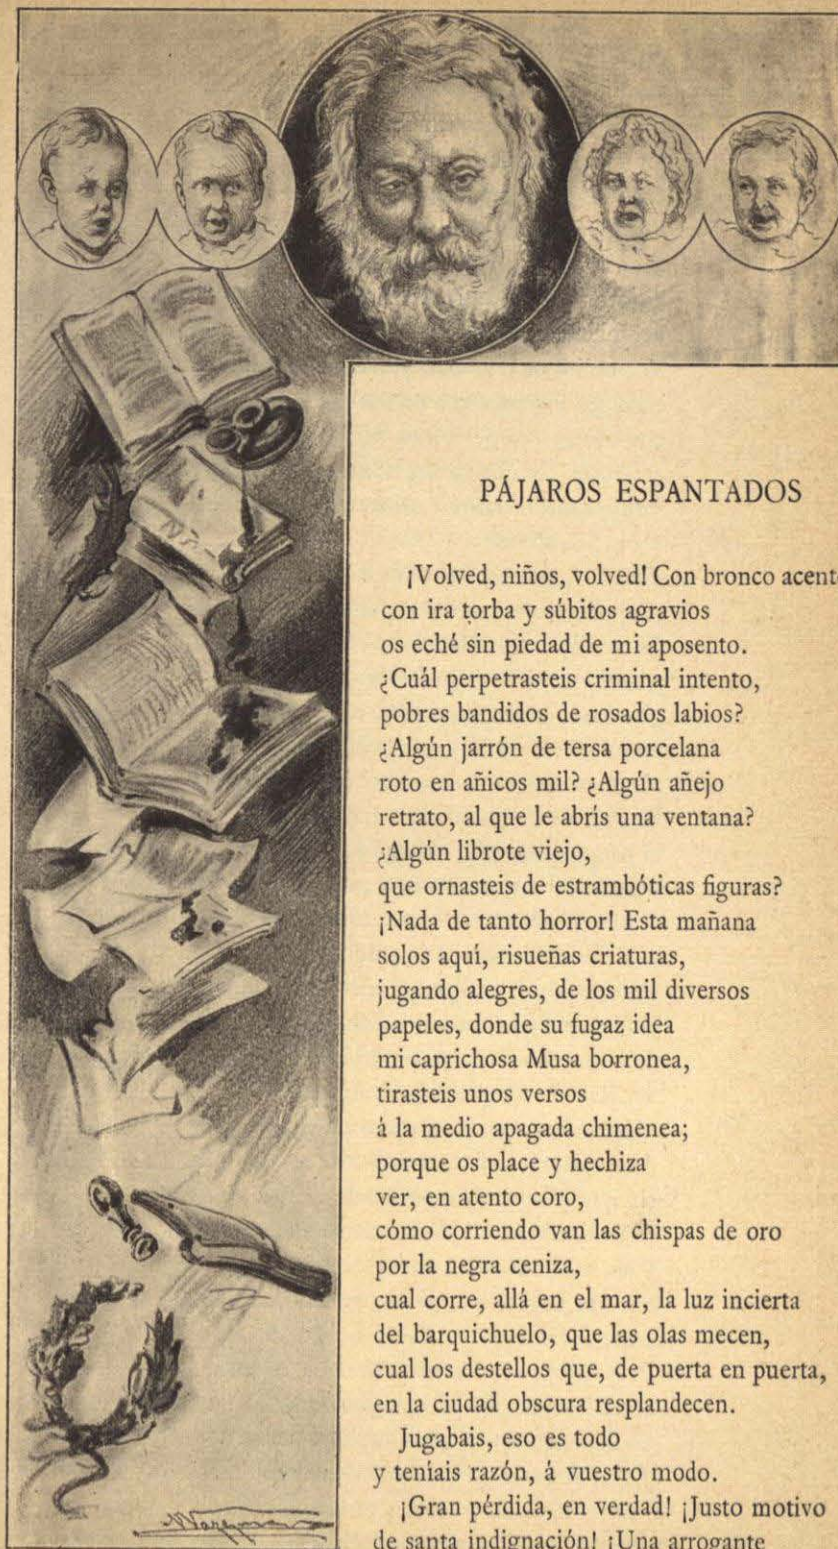 PÁJAROS ESPANTADOS
¡Volved, niños, volved! Con bronco acent
con ira torba y súbitos agravios
os eché sin piedad de mi aposento.
¿Cuál perpetrasteis criminal intento,
pobres bandidos de rosados labios?
¿Algún jarrón de tersa porcelana
roto en añicos mil? ¿Algún añejo
retrato, al que le abrís una ventana?
¿Algún librote viejo,
que ornasteis de estrambóticas figuras?
¡Nada de tanto horror! Esta mañana
solos aquí, risueñas criaturas,
jugando alegres, de los mil diversos
papeles, donde su fugaz idea
mi caprichosa Musa borronea,
tirasteis unos versos
á la medio apagada chimenea;
porque os place y hechiza
ver, en atento coro,
cómo corriendo van las chispas de oro
por la negra ceniza,
cual corre, allá en el mar, la luz incierta
del barquichuelo, que las olas mecen,
cual los destellos que, de puerta en puerta,
en la ciudad obscura resplandecen.
Jugabais, eso es todo
y teníais razón, á vuestro modo.
¡Gran pérdida, en verdad! ¡Justo motivo
de santa indignación! ¡Una arrogante